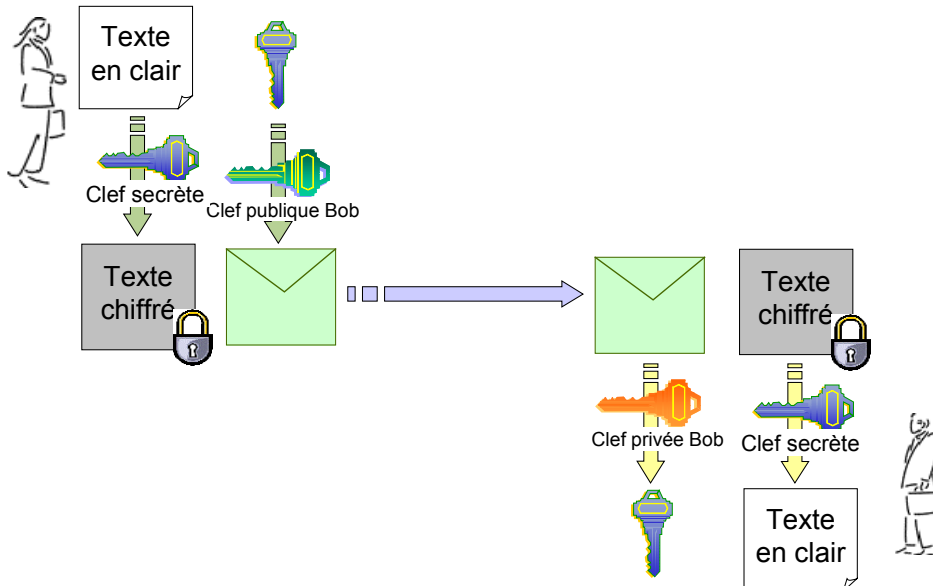 Texte
en clair
Clef secrète
Clef publique Bob
Texte
chiffré
Texte
chiffré
Clef privée Bob
Clef secrète
Texte
en clair